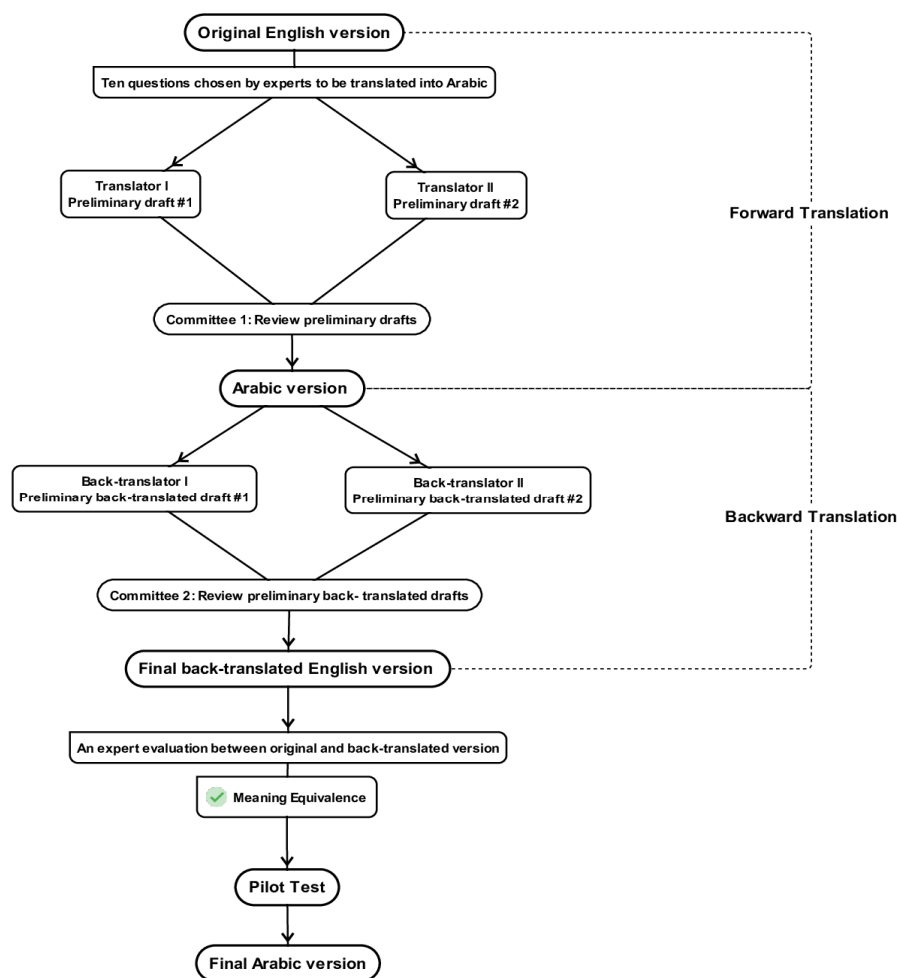 Original English version
Ten questions chosen by experts to be translated into Arabic
Translator I
Preliminary draft #1
Translator II
Preliminary draft #2
Forward Translation
Committee 1: Review preliminary drafts
Arabic version
Back-translator I
Preliminary back-translated draft #1
Back-translator II
Preliminary back-translated draft #2
Backward Translation
Committee 2: Review preliminary back- translated drafts
Final back-translated English version
An expert evaluation between original and back-translated version
Meaning Equivalence
Pilot Test
Final Arabic version